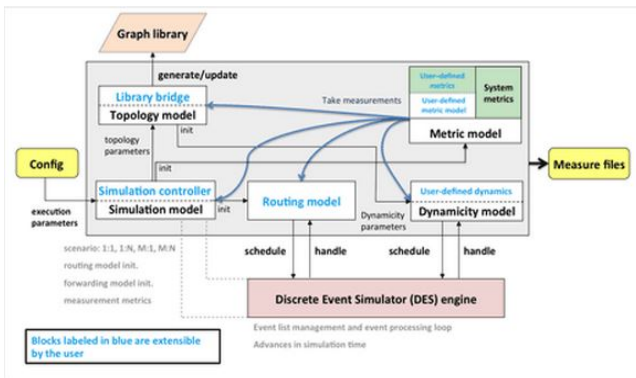 Graph library
generate/update
Library bridge
Topology model
Take measurements
User-defined metrics
User-defined metric model
System metrics
Metric model
topology parameters
init
init
Config
Measure files
Simulation controller
Simulation model
init
Routing model
User-defined dynamics
Dynamicity model
Dynamicity parameters
execution parameters
scenario: 1:1, 1:N, M:1, M:N
routing model init.
forwarding model init.
measurement metrics
schedule
handle
schedule
handle
Discrete Event Simulator (DES) engine
Event list management and event processing loop
Advances in simulation time
Blocks labeled in blue are extensible
by the user